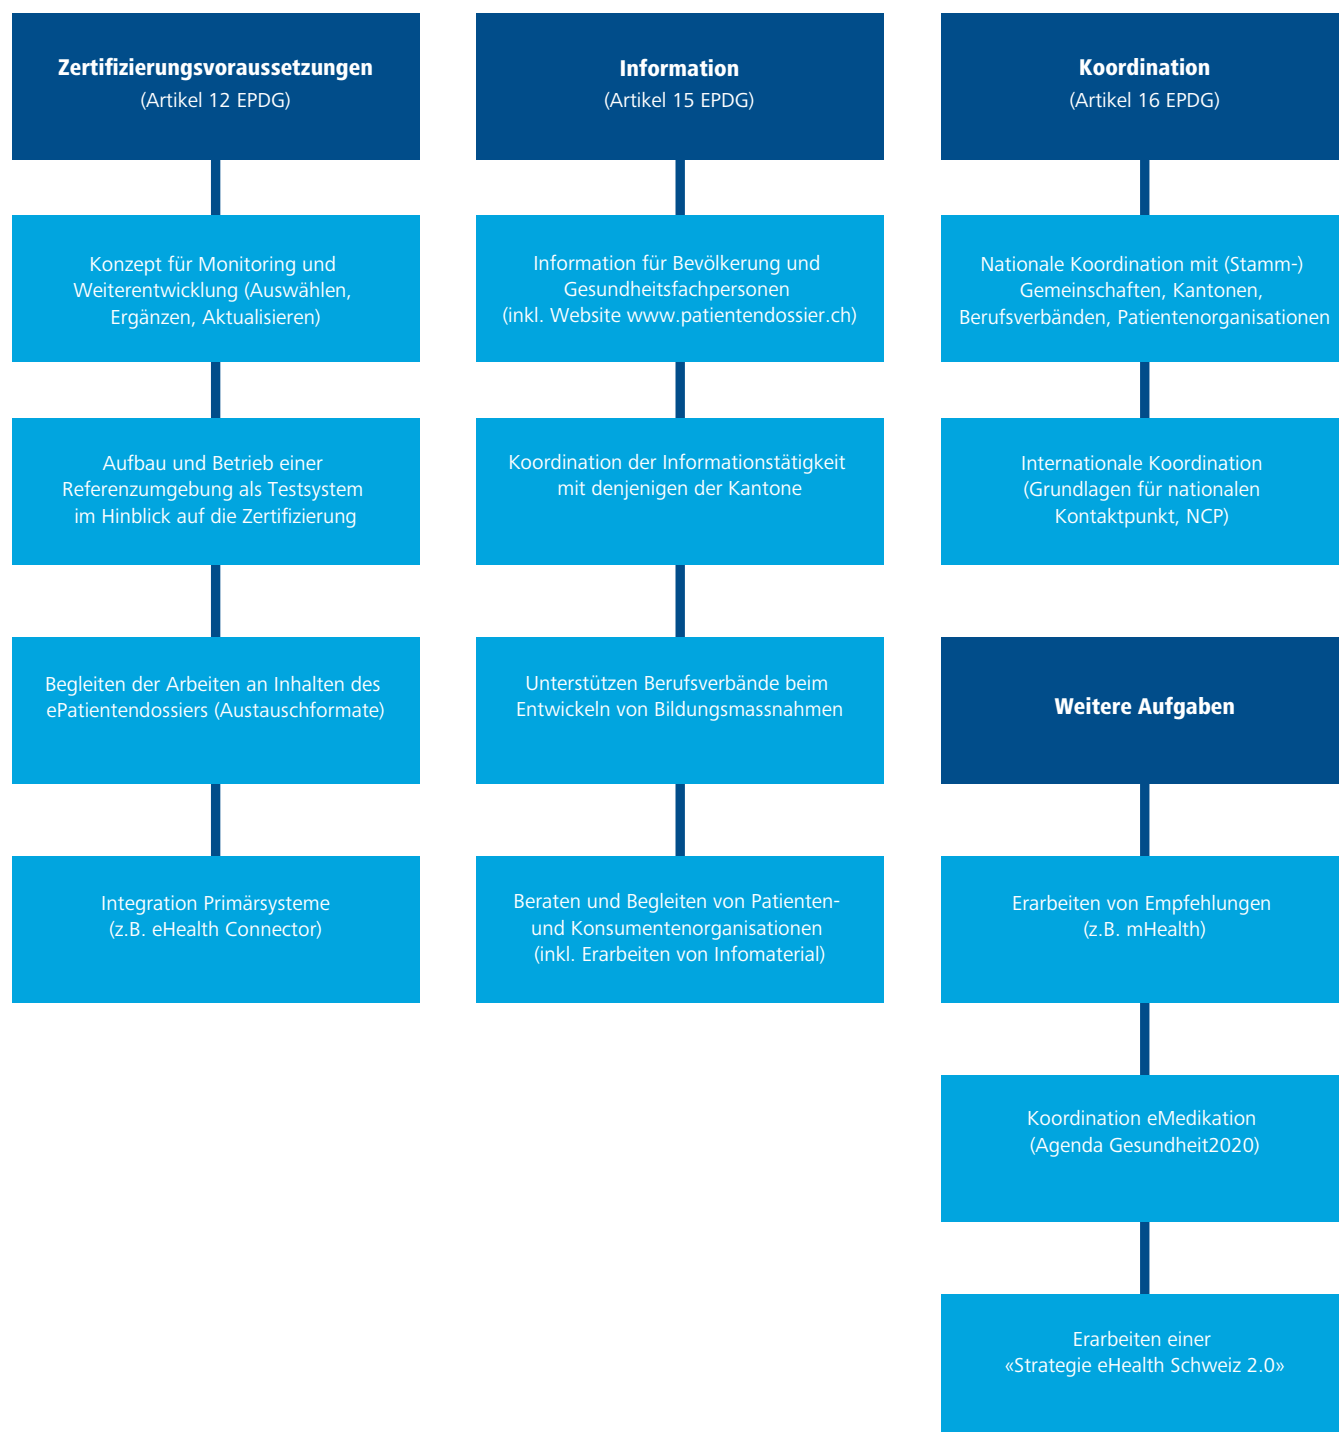 Zertifizierungsvoraussetzungen
(Artikel 12 EPDG)
Konzept für Monitoring und
Weiterentwicklung (Auswählen,
Ergänzen, Aktualisieren)
Aufbau und Betrieb einer
Referenzumgebung als Testsystem
im Hinblick auf die Zertifizierung
Begleiten der Arbeiten an Inhalten des
ePatientendossiers (Austauschformate)
Integration Primärsysteme
(z.B. eHealth Connector)
Information
(Artikel 15 EPDG)
Information für Bevölkerung und
Gesundheitsfachpersonen
(inkl. Website www.patientendossier.ch)
Koordination der Informationstätigkeit
mit denjenigen der Kantone
Unterstützen Berufsverbände beim
Entwickeln von Bildungsmassnahmen
Beraten und Begleiten von Patienten-
und Konsumentenorganisationen
(inkl. Erarbeiten von Infomaterial)
Koordination
(Artikel 16 EPDG)
Nationale Koordination mit (Stamm-)
Gemeinschaften, Kantonen,
Berufsverbänden, Patientenorganisationen
Internationale Koordination
(Grundlagen für nationalen
Kontaktpunkt, NCP)
Weitere Aufgaben
Erarbeiten von Empfehlungen
(z.B. mHealth)
Koordination eMedikation
(Agenda Gesundheit2020)
Erarbeiten einer
«Strategie eHealth Schweiz 2.0»